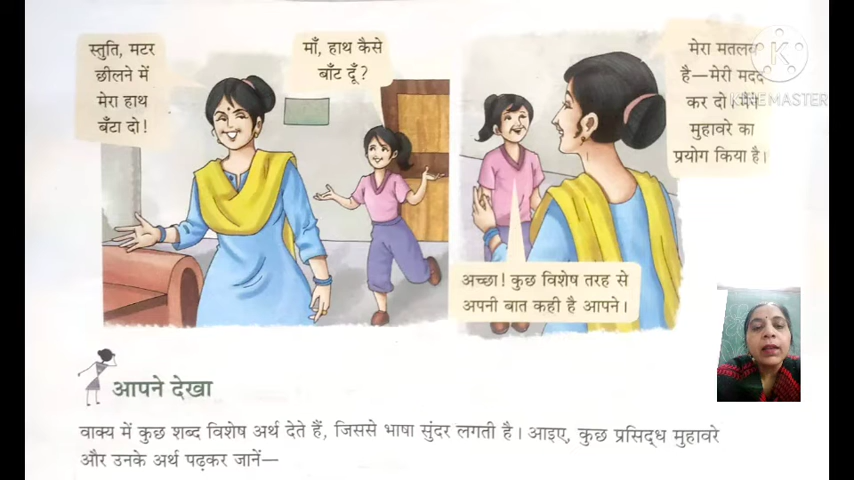 स्तुति, मटर
छीलने में
मेरा हाथ
बँटा दो!
माँ, हाथ कैसे
बाँट दूँ?
मेरा मतलब
है—मेरी मदद
कर दो। मैंने
मुहावरे का
प्रयोग किया है।
अच्छा! कुछ विशेष तरह से
अपनी बात कही है आपने।
KINEMASTER
आपने देखा
वाक्य में कुछ शब्द विशेष अर्थ देते हैं, जिससे भाषा सुंदर लगती है। आइए, कुछ प्रसिद्ध मुहावरे
और उनके अर्थ पढ़कर जानें—